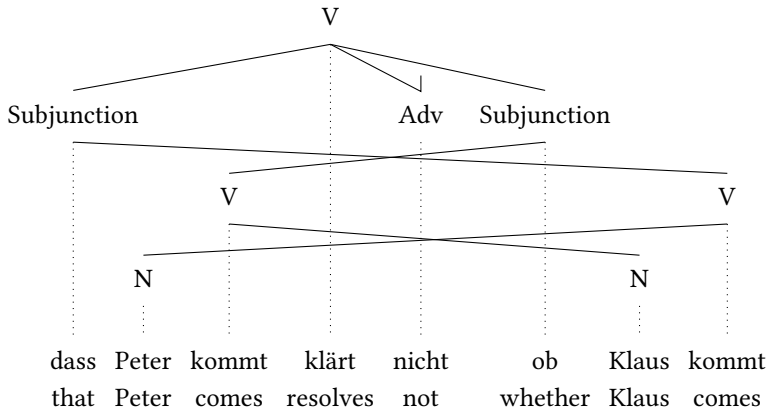 V
Subjunction Adv Subjunction
V V
N N
dass Peter kommt klärt nicht ob Klaus kommt
that Peter comes resolves not whether Klaus comes